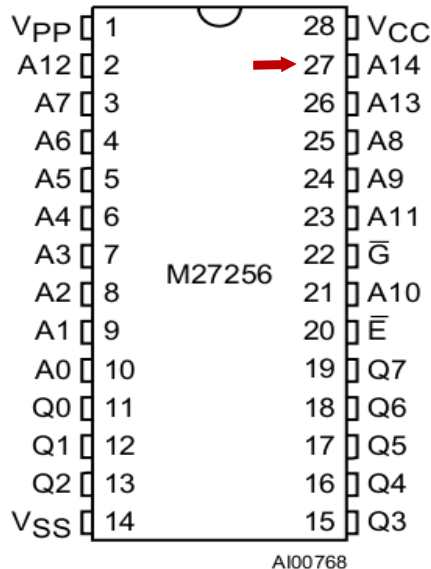 VPP 1 28 VCC
A12 2 27 A14
A7 3 26 A13
A6 4 25 A8
A5 5 24 A9
A4 6 23 A11
A3 7 22 G̅
M27256
A2 8 21 A10
A1 9 20 E̅
A0 10 19 Q7
Q0 11 18 Q6
Q1 12 17 Q5
Q2 13 16 Q4
VSS 14 15 Q3
AI00768